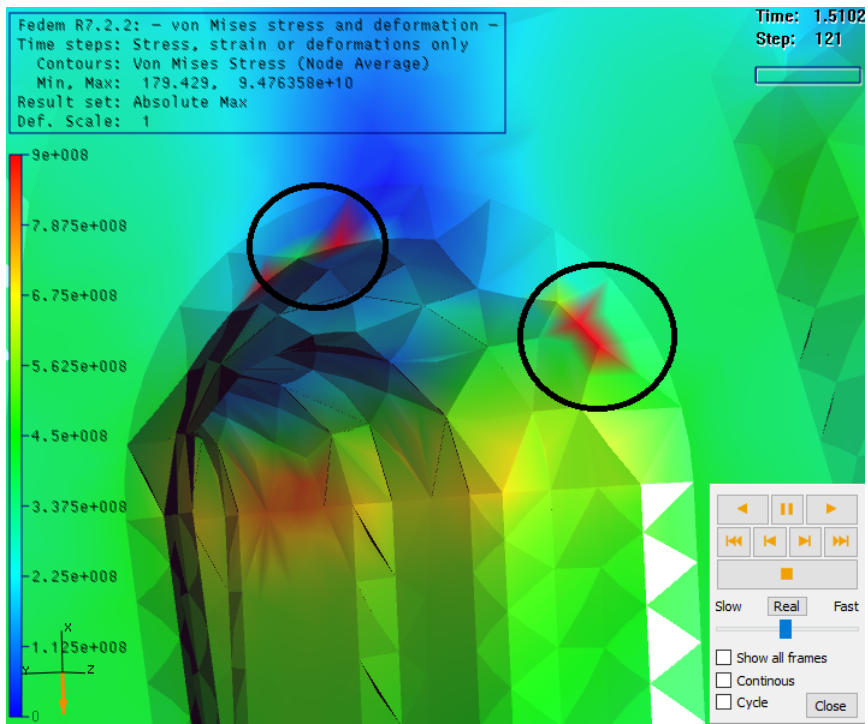 Fedem R7.2.2: - von Mises stress and deformation -
Time steps: Stress, strain or deformations only
Contours: Von Mises Stress (Node Average)
Min, Max: 179.429, 9.476358e+10
Result set: Absolute Max
Def. Scale: 1
Time: 1.5102
Step: 121
9e+008
7.875e+008
6.75e+008
5.625e+008
4.5e+008
3.375e+008
2.25e+008
1.125e+008
0
X
Y
Z
Slow Real Fast
Show all frames
Continous
Cycle
Close